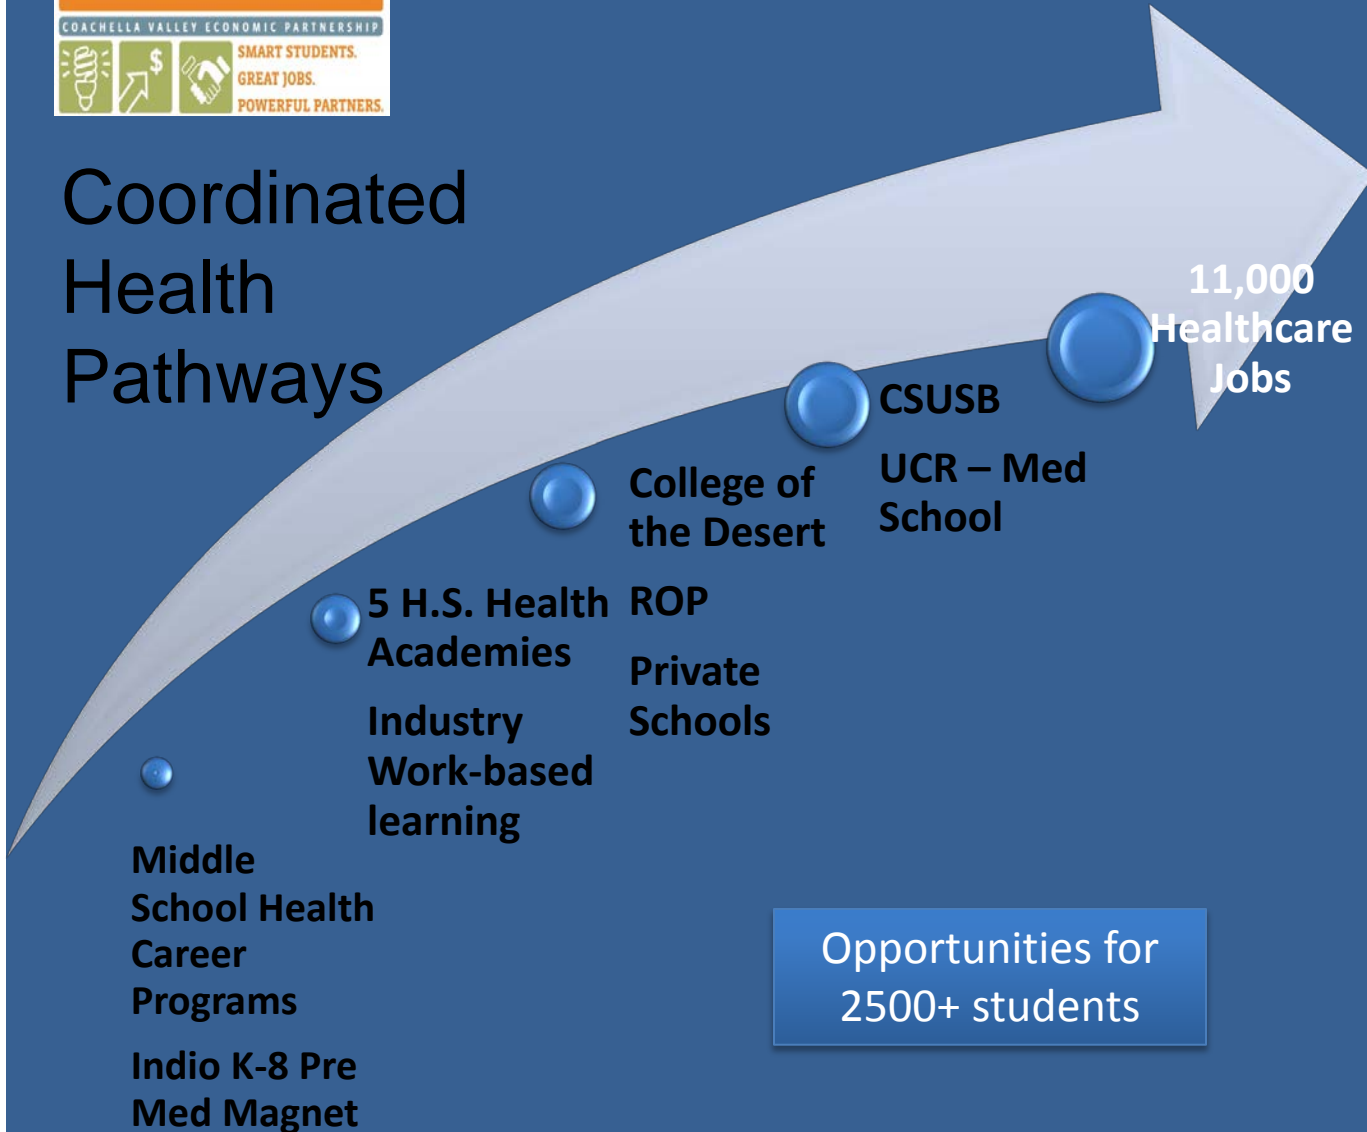 COACHELLA VALLEY ECONOMIC PARTNERSHIP
$
SMART STUDENTS.
GREAT JOBS.
POWERFUL PARTNERS.
Coordinated
Health
Pathways
Middle
School Health
Career
Programs
Indio K-8 Pre
Med Magnet
5 H.S. Health
Academies
Industry
Work-based
learning
College of
the Desert
ROP
Private
Schools
CSUSB
UCR – Med
School
11,000
Healthcare
Jobs
Opportunities for
2500+ students